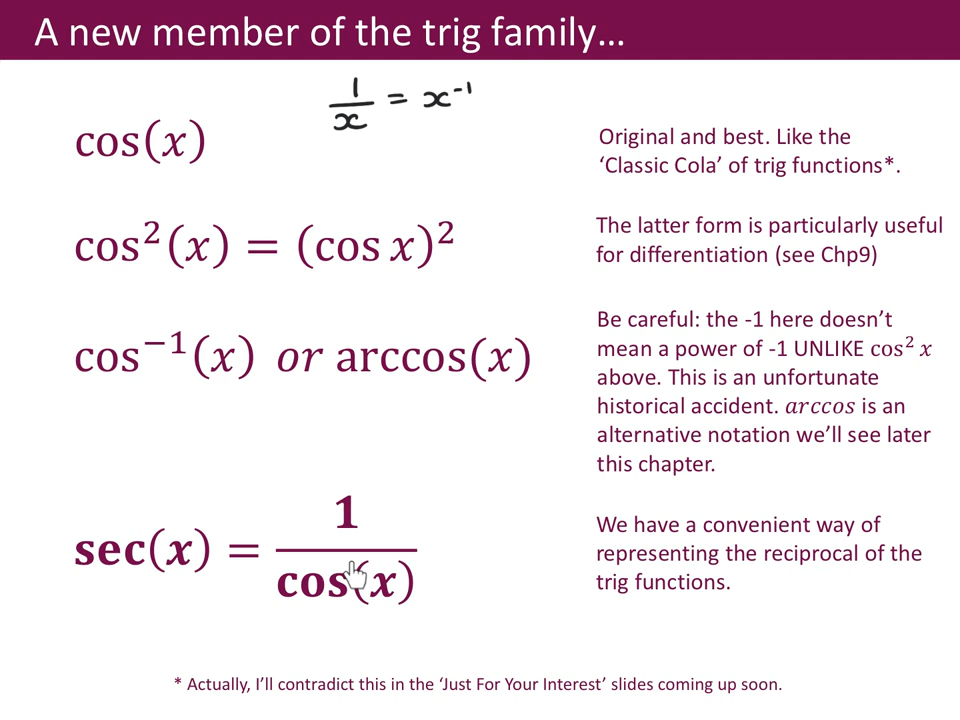 A new member of the trig family…
1/x = x⁻¹
cos(x)
Original and best. Like the
‘Classic Cola’ of trig functions*.
cos²(x) = (cos x)²
The latter form is particularly useful
for differentiation (see Chp9)
cos⁻¹(x) or arccos(x)
Be careful: the -1 here doesn’t
mean a power of -1 UNLIKE cos² x
above. This is an unfortunate
historical accident. arccos is an
alternative notation we’ll see later
this chapter.
sec(x) = 1/cos(x)
We have a convenient way of
representing the reciprocal of the
trig functions.
* Actually, I’ll contradict this in the ‘Just For Your Interest’ slides coming up soon.